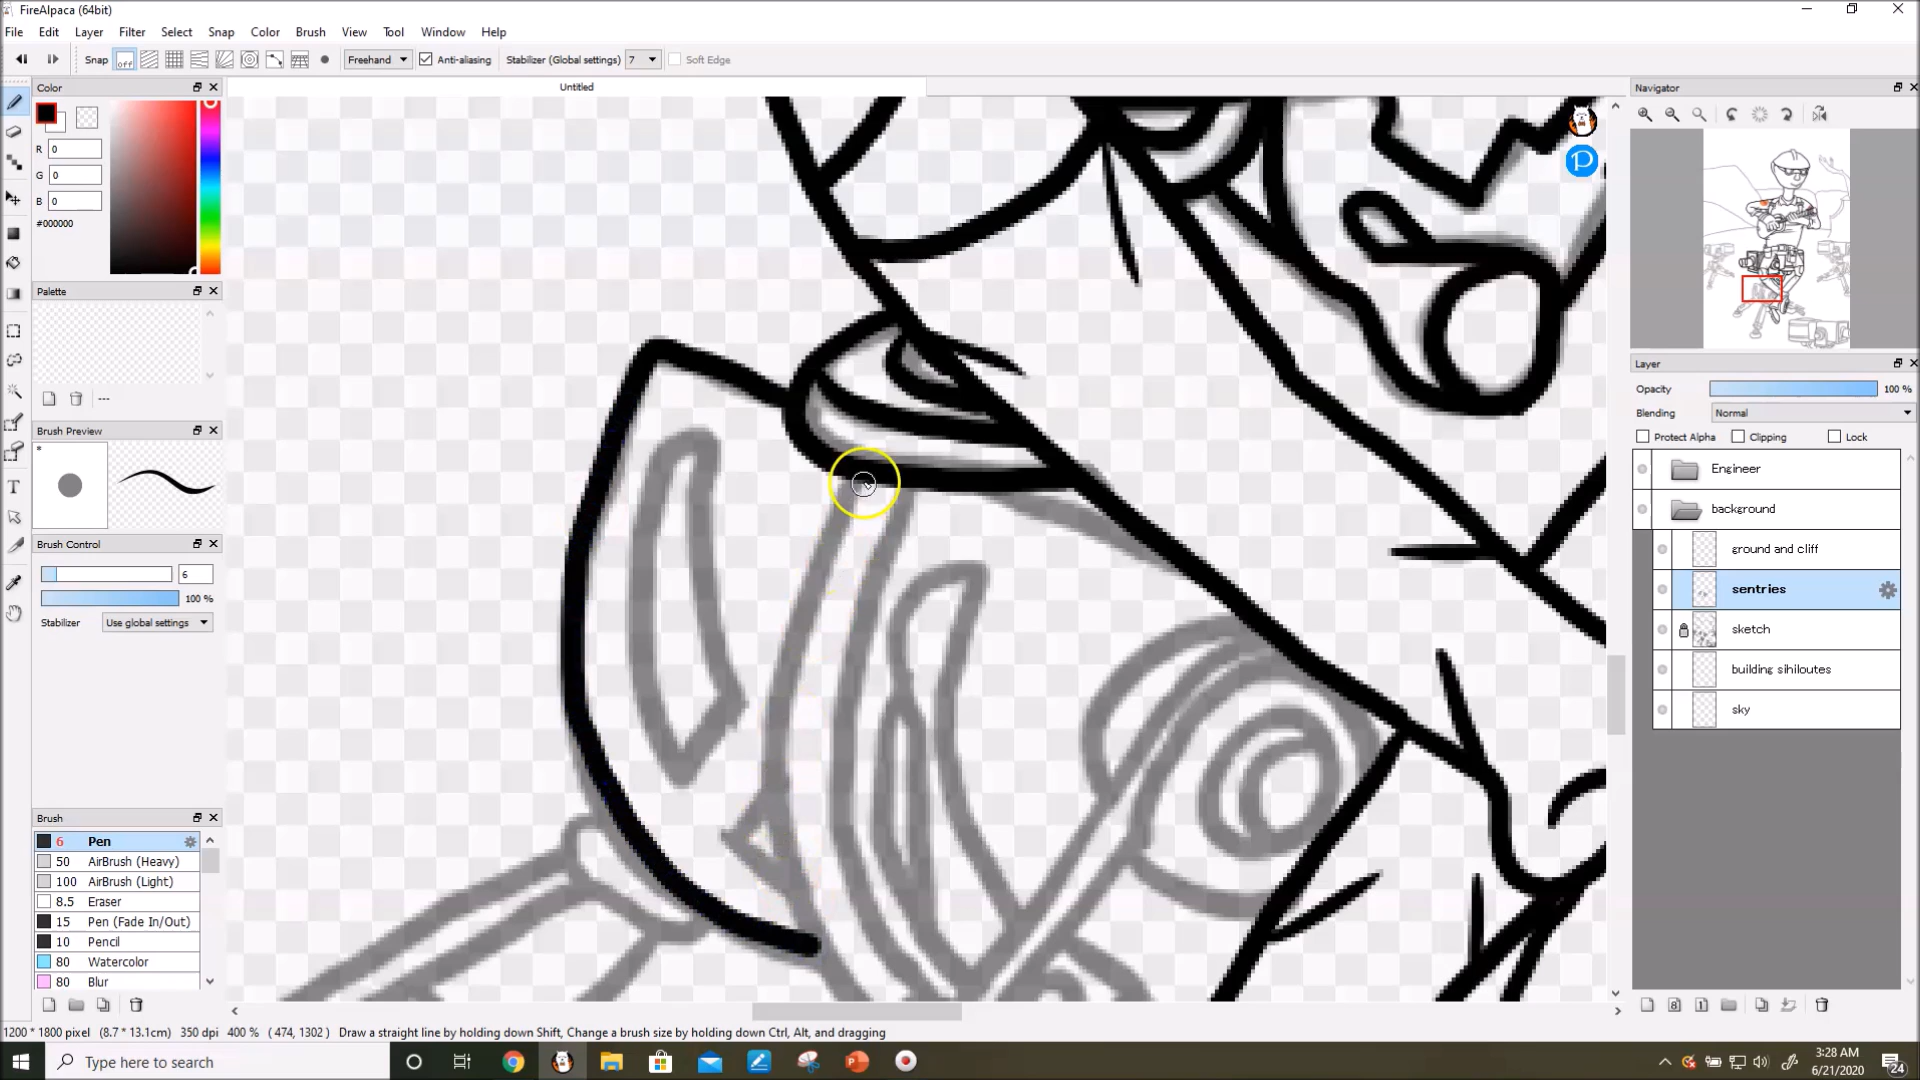 FireAlpaca (64bit)
File Edit Layer Filter Select Snap Color Brush View Tool Window Help
Snap off Freehand Anti-aliasing Stabilizer (Global settings) 7 Soft Edge
Color
Untitled
Navigator
R 0
G 0
B 0
#000000
Palette
Brush Preview
*
Brush Control
6
100 %
Stabilizer Use global settings
Brush
6 Pen
50 AirBrush (Heavy)
100 AirBrush (Light)
8.5 Eraser
15 Pen (Fade In/Out)
10 Pencil
80 Watercolor
80 Blur
P
Layer
Opacity 100 %
Blending Normal
Protect Alpha Clipping Lock
Engineer
background
ground and cliff
sentries
sketch
building sihiloutes
sky
1200 * 1800 pixel (8.7 * 13.1cm) 350 dpi 400 % ( 474, 1302 ) Draw a straight line by holding down Shift, Change a brush size by holding down Ctrl, Alt, and dragging
Type here to search
3:28 AM
6/21/2020
24